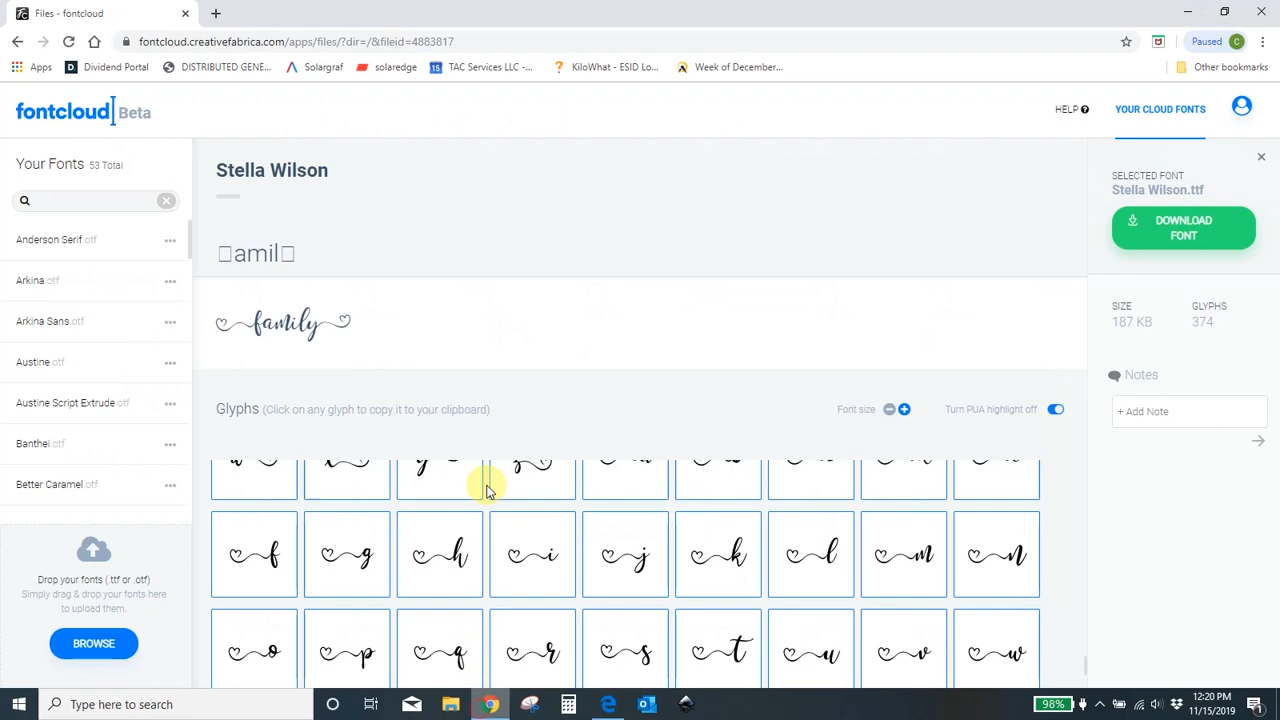 Files - fontcloud
fontcloud.creativefabrica.com/apps/files/?dir=/&fileid=4883817
Paused C
Apps Dividend Portal DISTRIBUTED GENE... Solargraf solaredge TAC Services LLC -... KiloWhat - ESID Lo... Week of December... Other bookmarks
fontcloud Beta
HELP
YOUR CLOUD FONTS
Your Fonts 53 Total
Anderson Serif.otf
Arkina.otf
Arkina Sans.otf
Austine.otf
Austine Script Extrude.otf
Banthei.otf
Better Caramel.otf
Drop your fonts (.ttf or .otf)
Simply drag & drop your fonts here
to upload them.
BROWSE
Stella Wilson
▯amil▯
family
Glyphs (Click on any glyph to copy it to your clipboard)
Font size
Turn PUA highlight off
f g h i j k l m n
o p q r s t u v w
SELECTED FONT
Stella Wilson.ttf
DOWNLOAD
FONT
SIZE GLYPHS
187 KB 374
Notes
+ Add Note
Type here to search
98%
12:20 PM
11/15/2019